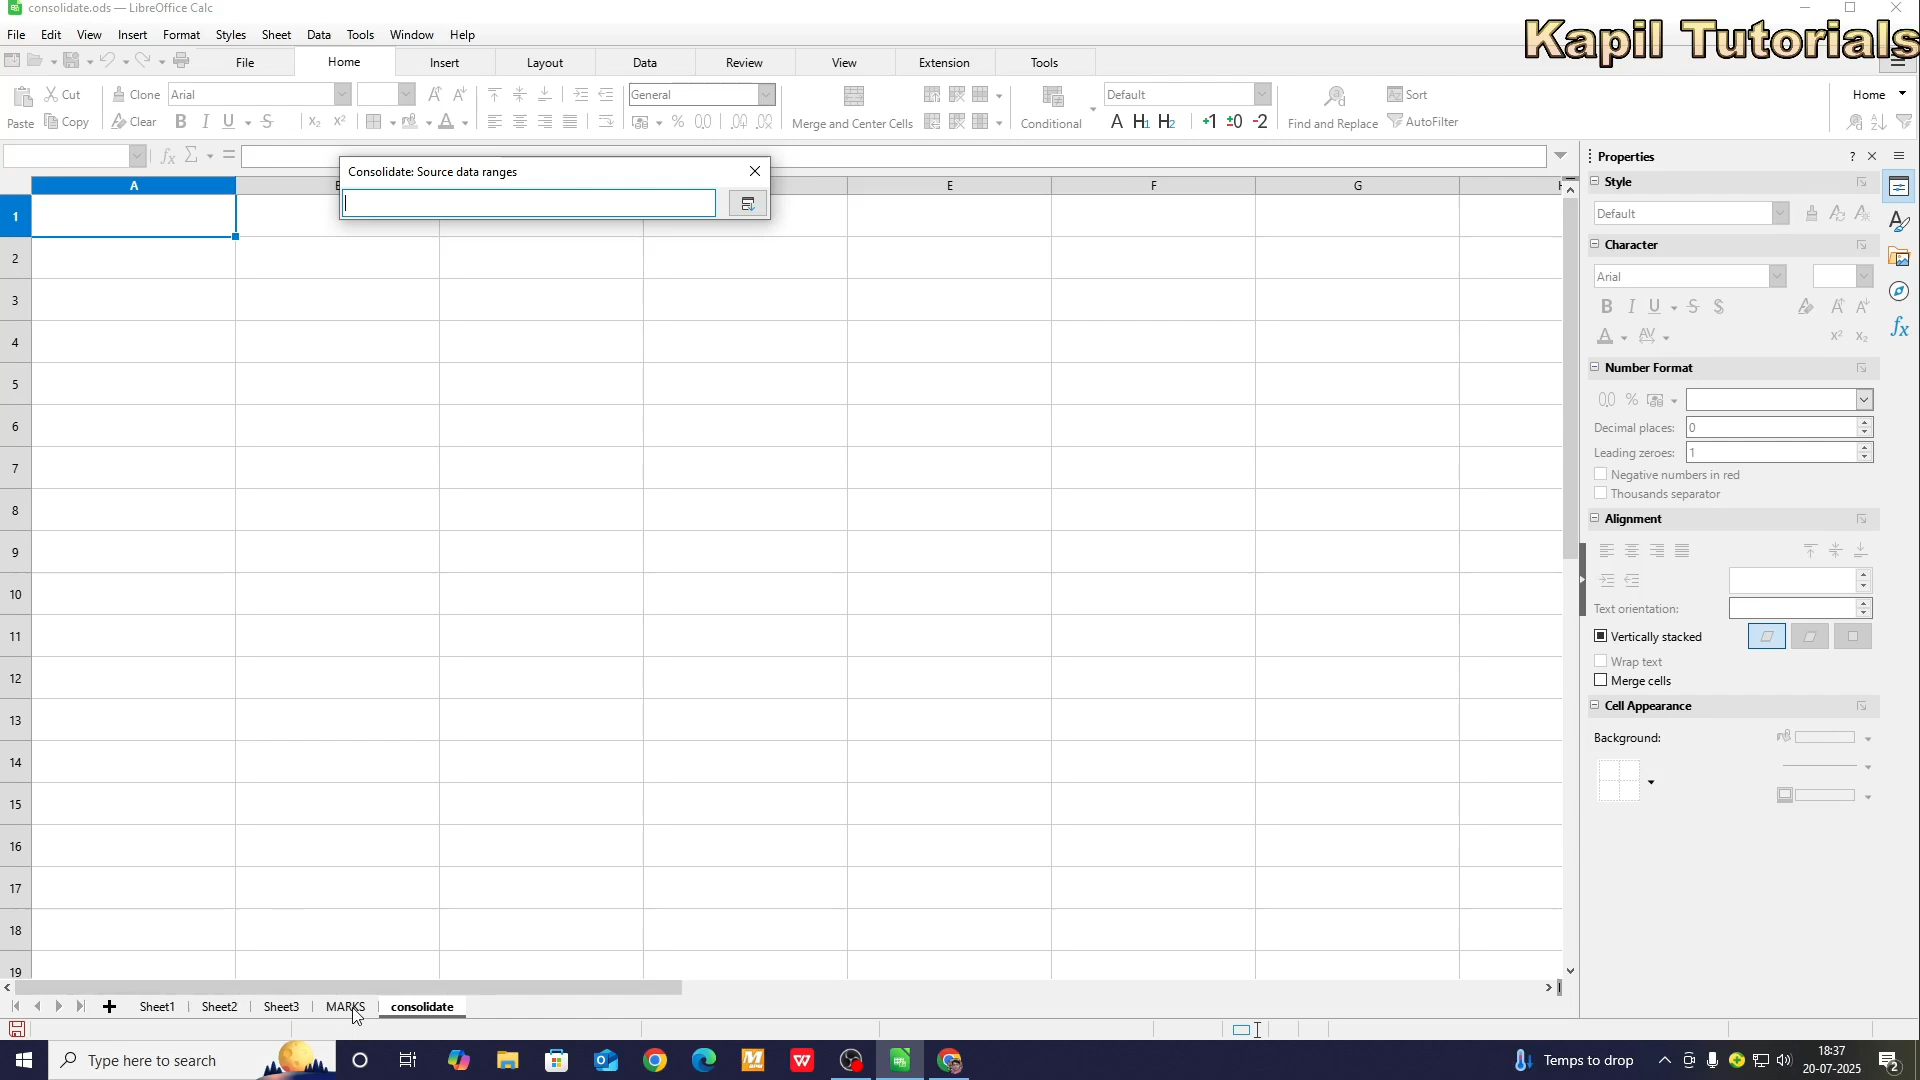 consolidate.ods — LibreOffice Calc
Kapil Tutorials
File Edit View Insert Format Styles Sheet Data Tools Window Help
File Home Insert Layout Data Review View Extension Tools
Cut Clone Arial General Default Sort Home
Paste Copy Clear Merge and Center Cells Conditional Find and Replace AutoFilter
Consolidate: Source data ranges
A E F G H
1
2
3
4
5
6
7
8
9
10
11
12
13
14
15
16
17
18
19
Properties
Style
Default
Character
Arial
Number Format
Decimal places: 0
Leading zeroes: 1
Negative numbers in red
Thousands separator
Alignment
Text orientation:
Vertically stacked
Wrap text
Merge cells
Cell Appearance
Background:
Sheet1 Sheet2 Sheet3 MARKS consolidate
Type here to search
Temps to drop
18:37
20-07-2025
2